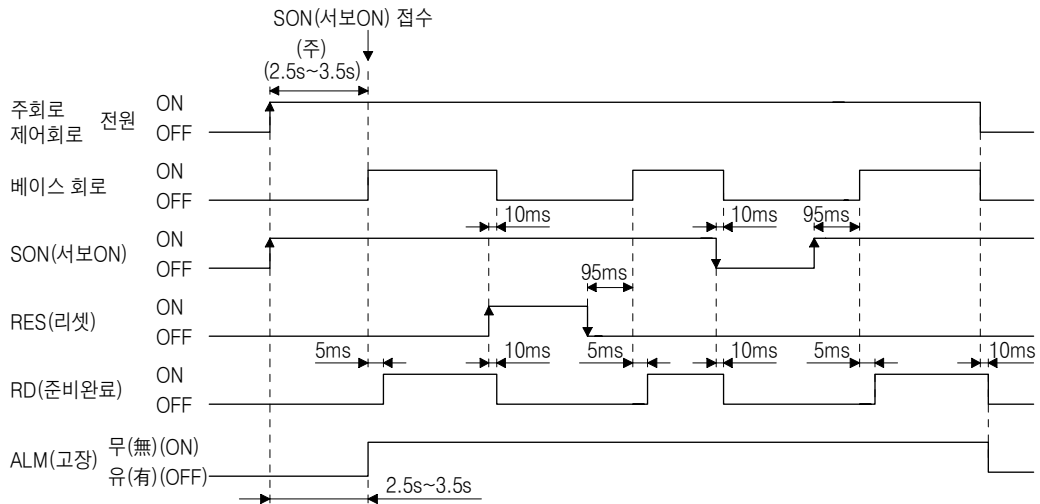 SON(서보ON) 접수
(주)
(2.5s~3.5s)
주회로
제어회로
전원
ON
OFF
베이스 회로
ON
OFF
10ms
10ms
95ms
SON(서보ON)
ON
OFF
95ms
RES(리셋)
ON
OFF
5ms
10ms
5ms
10ms
5ms
10ms
RD(준비완료)
ON
OFF
ALM(고장)
무(無)(ON)
유(有)(OFF)
2.5s~3.5s